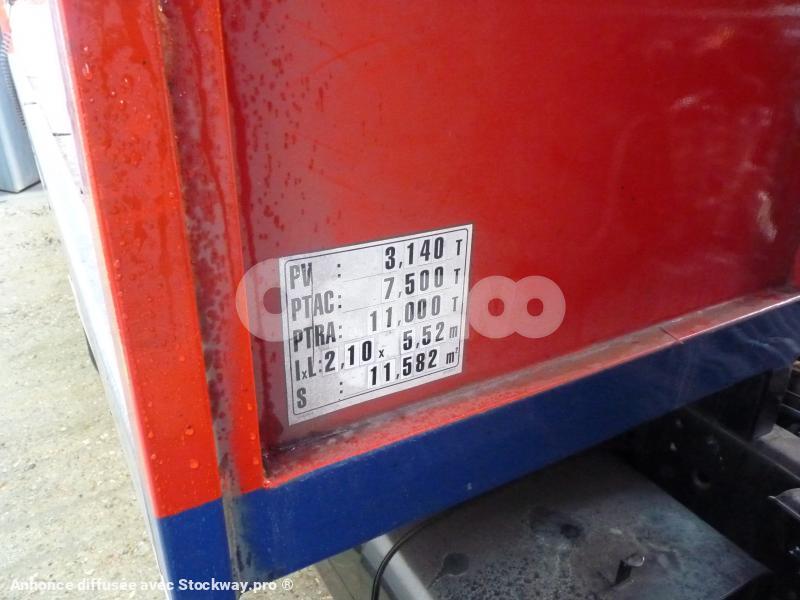 PV : 3,140 T
PTAC: 7,500 T
PTRA: 11,000 T
lxL: 2,10 x 5,52 m
S : 11,582 m²
Annonce diffusée avec Stockway.pro ®